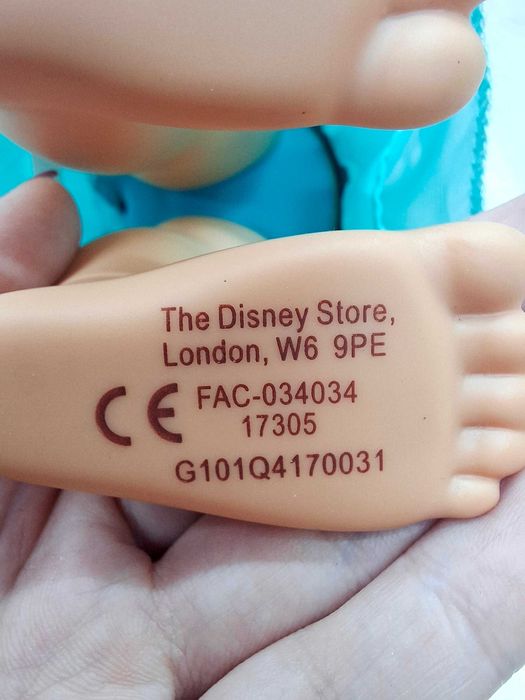 The Disney Store,
London, W6 9PE
CE FAC-034034
17305
G101Q4170031